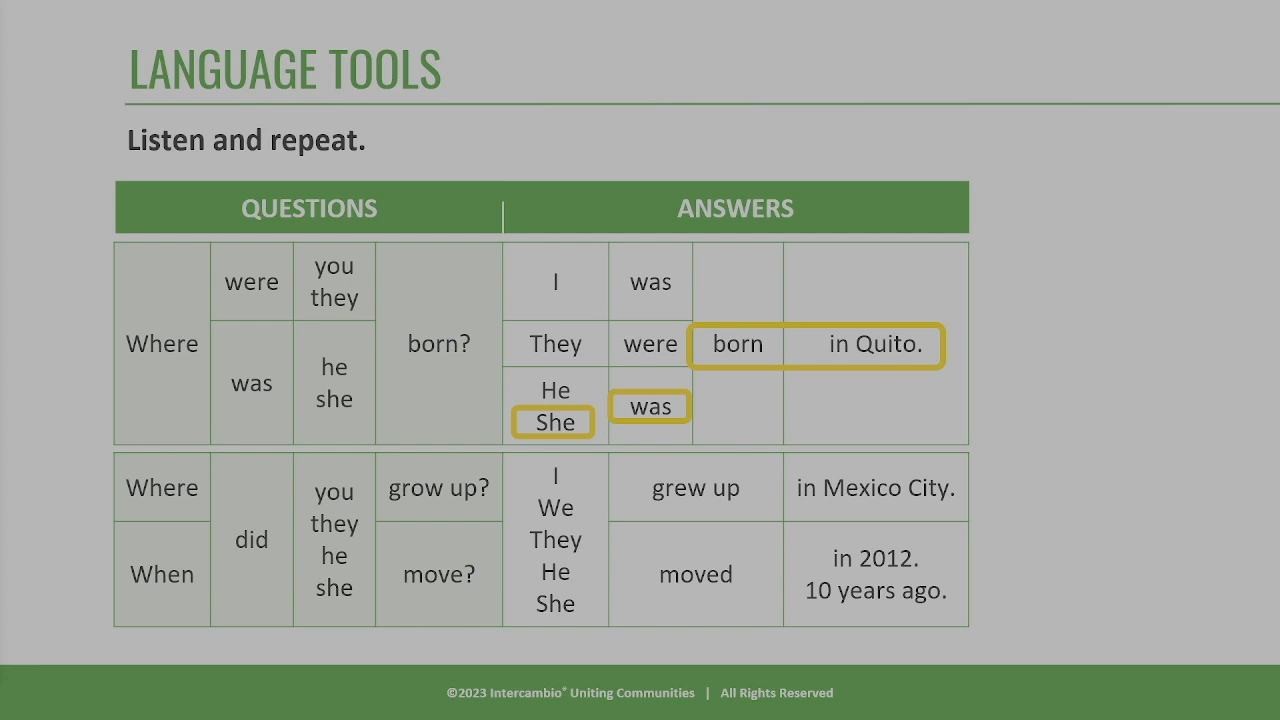 LANGUAGE TOOLS
Listen and repeat.
QUESTIONS ANSWERS
Where were you they born? I was born in Quito.
was he she They were
He She was
Where did you they he she grow up? I We They He She grew up in Mexico City.
When move? moved in 2012. 10 years ago.
©2023 Intercambio® Uniting Communities | All Rights Reserved